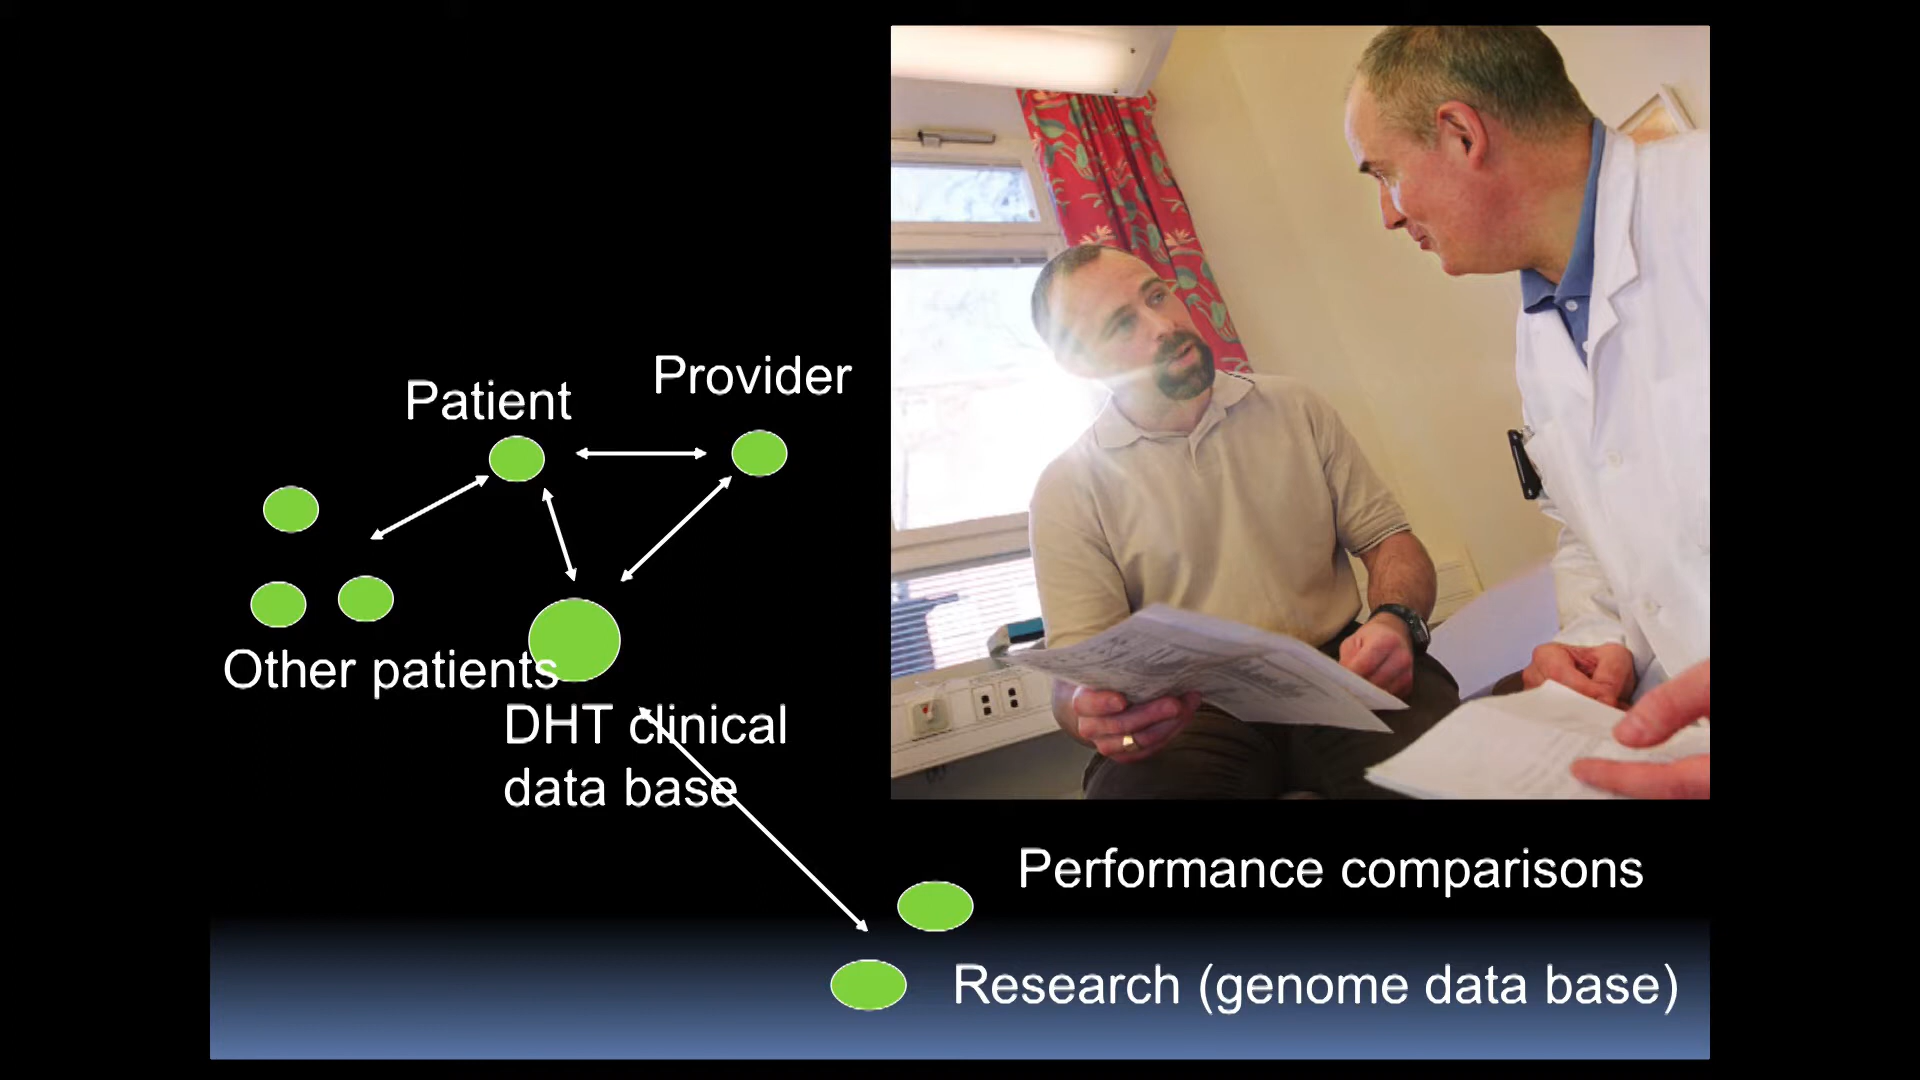 Provider
Patient
Other patients
DHT clinical
data base
Performance comparisons
Research (genome data base)